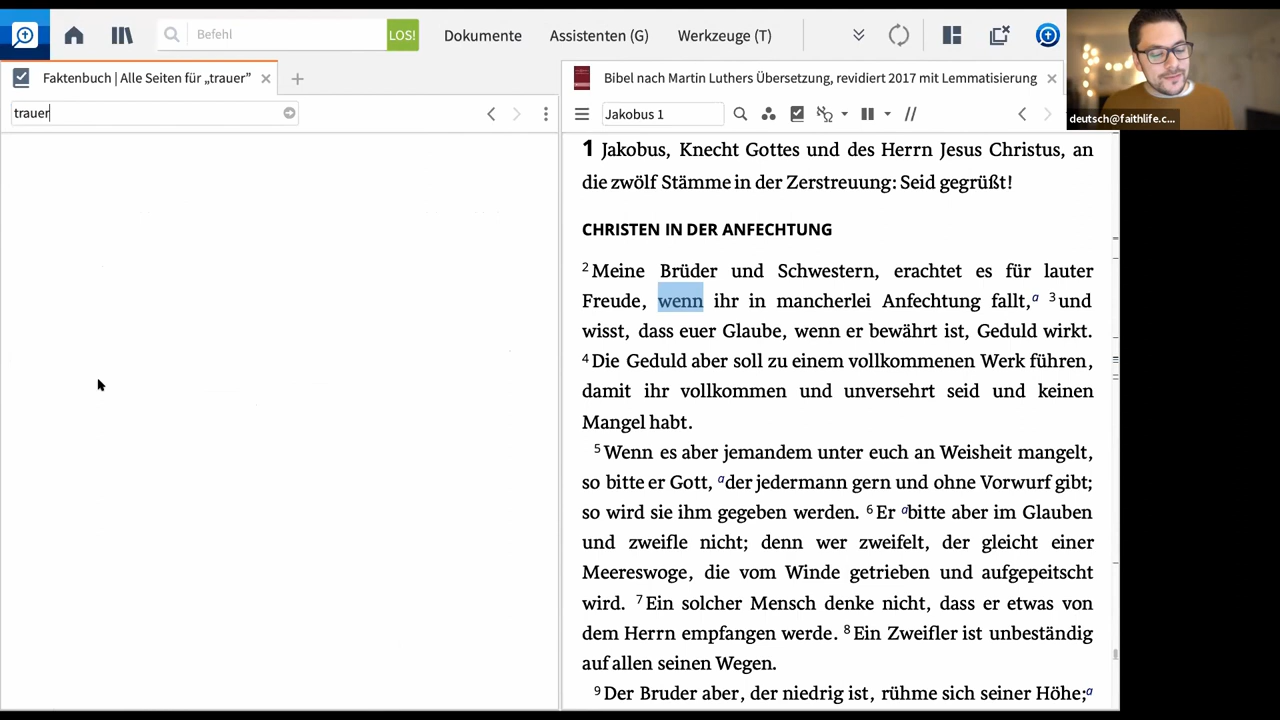 Befehl
LOS!
Dokumente
Assistenten (G)
Werkzeuge (T)
Faktenbuch | Alle Seiten für „trauer”
trauer
Bibel nach Martin Luthers Übersetzung, revidiert 2017 mit Lemmatisierung
Jakobus 1
deutsch@faithlife.c...
1 Jakobus, Knecht Gottes und des Herrn Jesus Christus, an
die zwölf Stämme in der Zerstreuung: Seid gegrüßt!
CHRISTEN IN DER ANFECHTUNG
2 Meine Brüder und Schwestern, erachtet es für lauter
Freude, wenn ihr in mancherlei Anfechtung fallt,a 3 und
wisst, dass euer Glaube, wenn er bewährt ist, Geduld wirkt.
4 Die Geduld aber soll zu einem vollkommenen Werk führen,
damit ihr vollkommen und unversehrt seid und keinen
Mangel habt.
5 Wenn es aber jemandem unter euch an Weisheit mangelt,
so bitte er Gott, ader jedermann gern und ohne Vorwurf gibt;
so wird sie ihm gegeben werden. 6 Er abitte aber im Glauben
und zweifle nicht; denn wer zweifelt, der gleicht einer
Meereswoge, die vom Winde getrieben und aufgepeitscht
wird. 7 Ein solcher Mensch denke nicht, dass er etwas von
dem Herrn empfangen werde. 8 Ein Zweifler ist unbeständig
auf allen seinen Wegen.
9 Der Bruder aber, der niedrig ist, rühme sich seiner Höhe;a